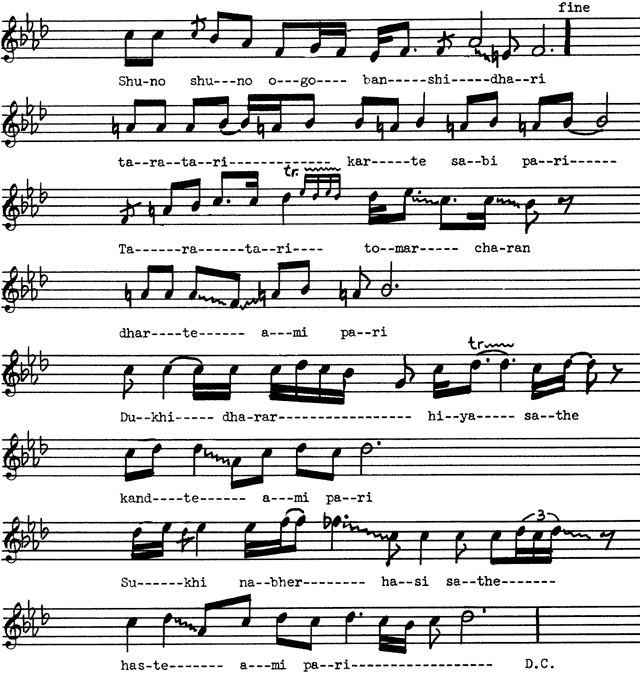 fine
Shu-no shu---no o---go---- ban-----shi-----dha--ri
ta--ra--ta--ri------------- kar---te sa--bi pa--ri------
tr.
Ta------ra------ta--ri---- to--mar----- cha-ran
dhar----te------ a---mi pa--ri
tr
Du--khi----- dha-rar----------------- hi--ya----- sa--the
kand----te------ a---mi pa--ri
3
Su------khi na--bher-------- ha--si sa--the-------
has-te------- a---mi pa--ri------------------ D.C.